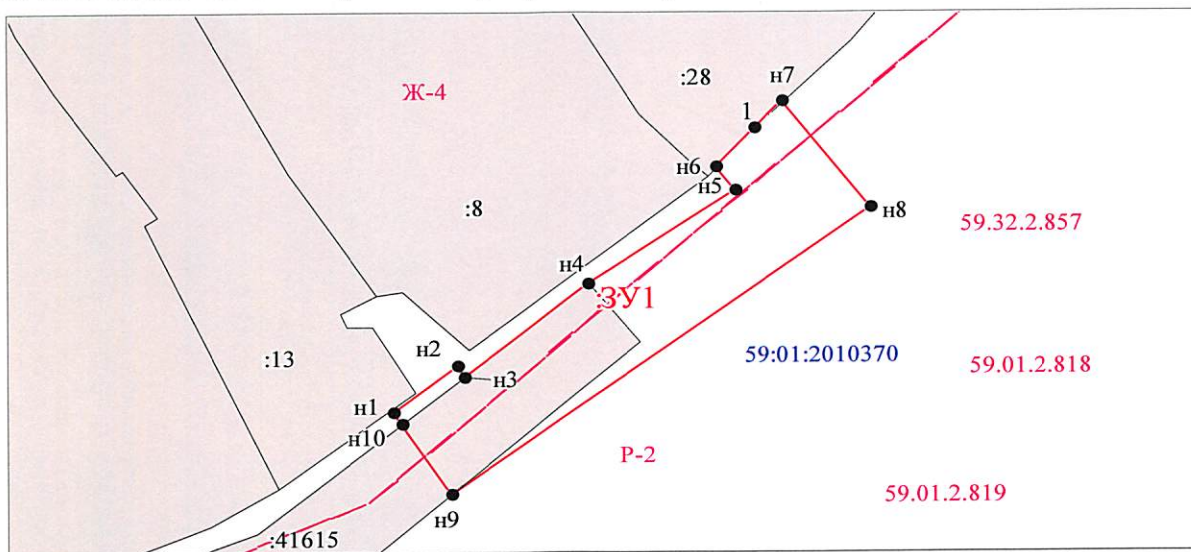 :28
н7
Ж-4
1
н6
н5
:8
н8
59.32.2.857
н4
:ЗУ1
59:01:2010370
:13
н2
59.01.2.818
н3
н1
н10
Р-2
59.01.2.819
н9
:41615